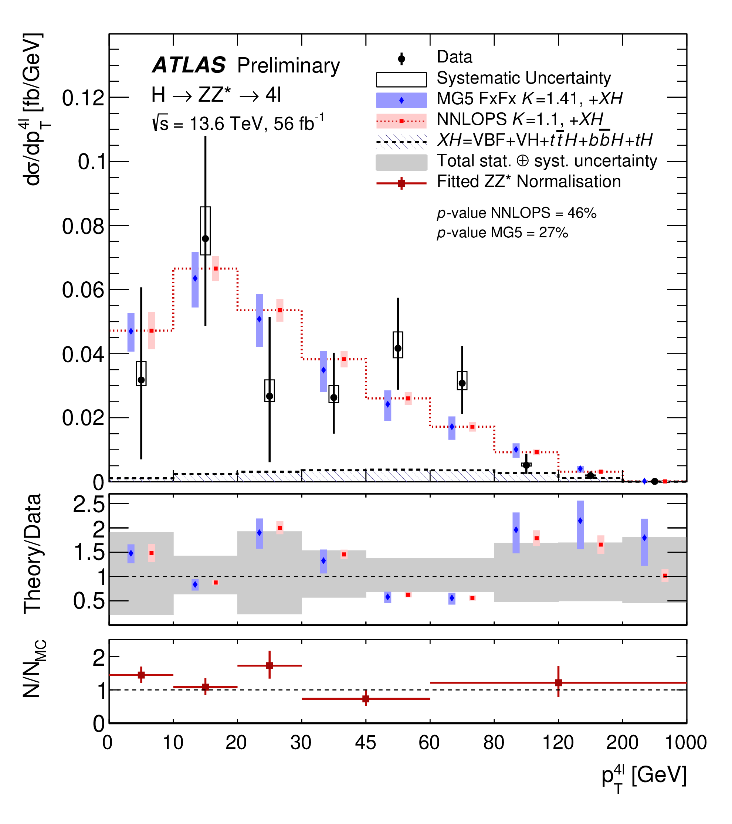 ATLAS Preliminary
H → ZZ* → 4l
√s = 13.6 TeV, 56 fb⁻¹
Data
Systematic Uncertainty
MG5 FxFx K=1.41, +XH
NNLOPS K=1.1, +XH
XH=VBF+VH+tt̅H+bb̅H+tH
Total stat. ⊕ syst. uncertainty
Fitted ZZ* Normalisation
p-value NNLOPS = 46%
p-value MG5 = 27%
dσ/dp_T^{4l} [fb/GeV]
0.12
0.1
0.08
0.06
0.04
0.02
0
Theory/Data
2.5
2
1.5
1
0.5
N/N_{MC}
2
1
0
0 10 20 30 45 60 80 120 200 1000
p_T^{4l} [GeV]